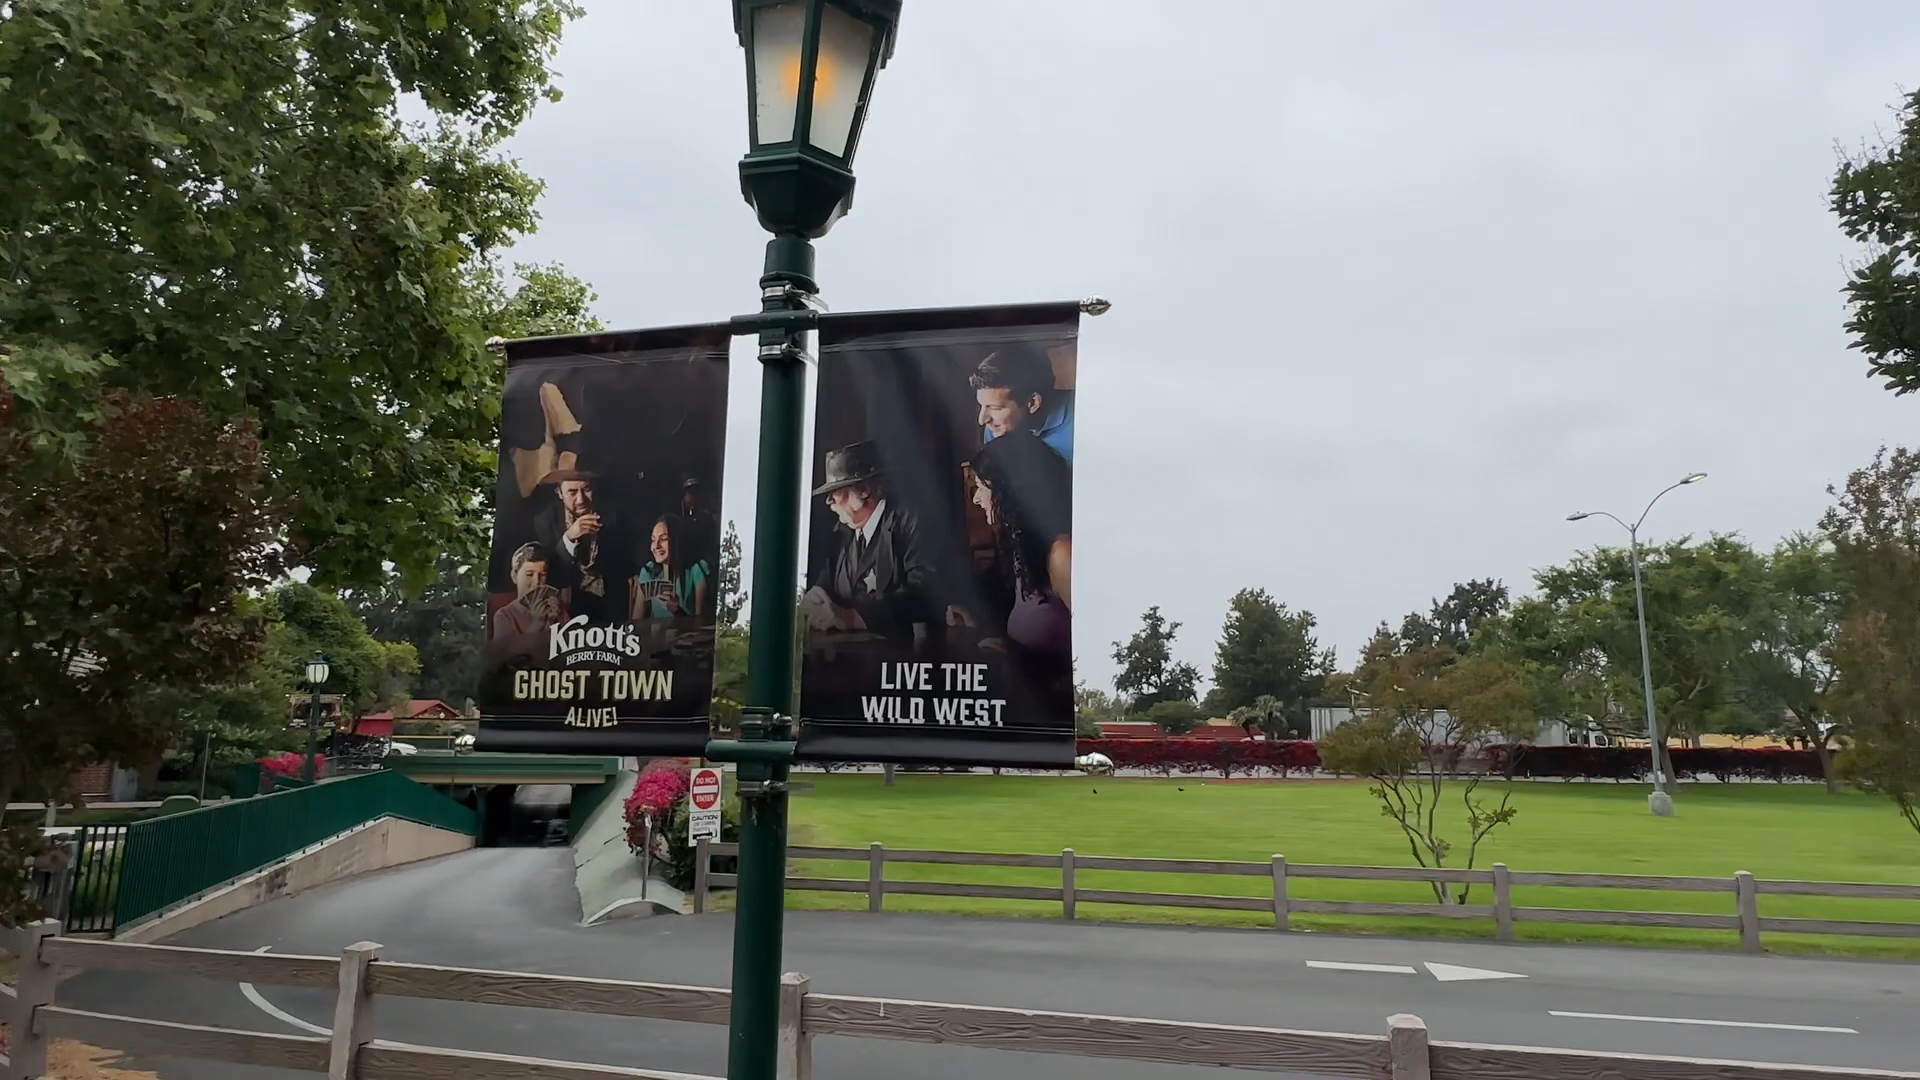 Knott's
BERRY FARM
GHOST TOWN
ALIVE!
LIVE THE
WILD WEST
DO NOT
ENTER
CAUTION